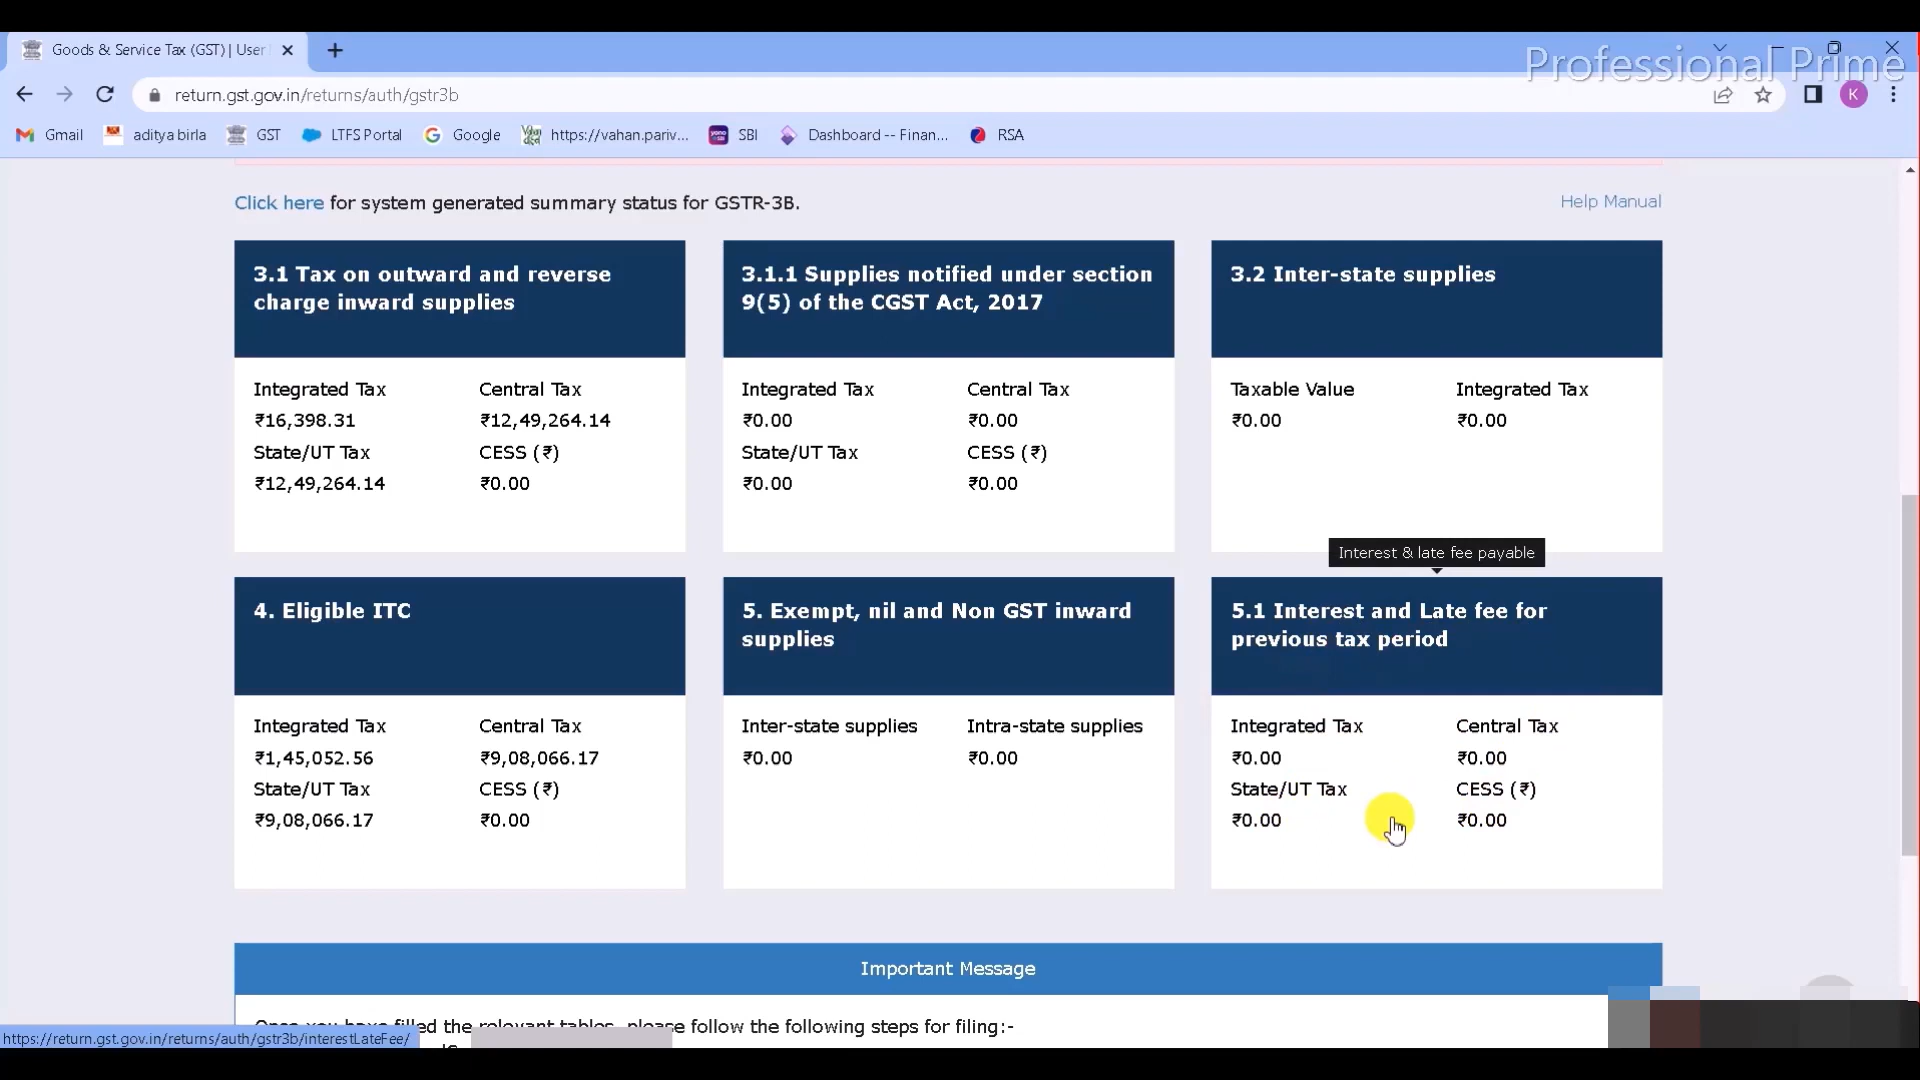 Goods & Service Tax (GST) | User
Professional Prime
return.gst.gov.in/returns/auth/gstr3b
K
Gmail
aditya birla
GST
LTFS Portal
Google
https://vahan.pariv...
SBI
Dashboard -- Finan...
RSA
Click here for system generated summary status for GSTR-3B.
Help Manual
3.1 Tax on outward and reverse
charge inward supplies
Integrated Tax
Central Tax
₹16,398.31
₹12,49,264.14
State/UT Tax
CESS (₹)
₹12,49,264.14
₹0.00
3.1.1 Supplies notified under section
9(5) of the CGST Act, 2017
Integrated Tax
Central Tax
₹0.00
₹0.00
State/UT Tax
CESS (₹)
₹0.00
₹0.00
3.2 Inter-state supplies
Taxable Value
Integrated Tax
₹0.00
₹0.00
Interest & late fee payable
4. Eligible ITC
Integrated Tax
Central Tax
₹1,45,052.56
₹9,08,066.17
State/UT Tax
CESS (₹)
₹9,08,066.17
₹0.00
5. Exempt, nil and Non GST inward
supplies
Inter-state supplies
Intra-state supplies
₹0.00
₹0.00
5.1 Interest and Late fee for
previous tax period
Integrated Tax
Central Tax
₹0.00
₹0.00
State/UT Tax
CESS (₹)
₹0.00
₹0.00
Important Message
Once you have filled the relevant tables, please follow the following steps for filing:-
https://return.gst.gov.in/returns/auth/gstr3b/interestLateFee/